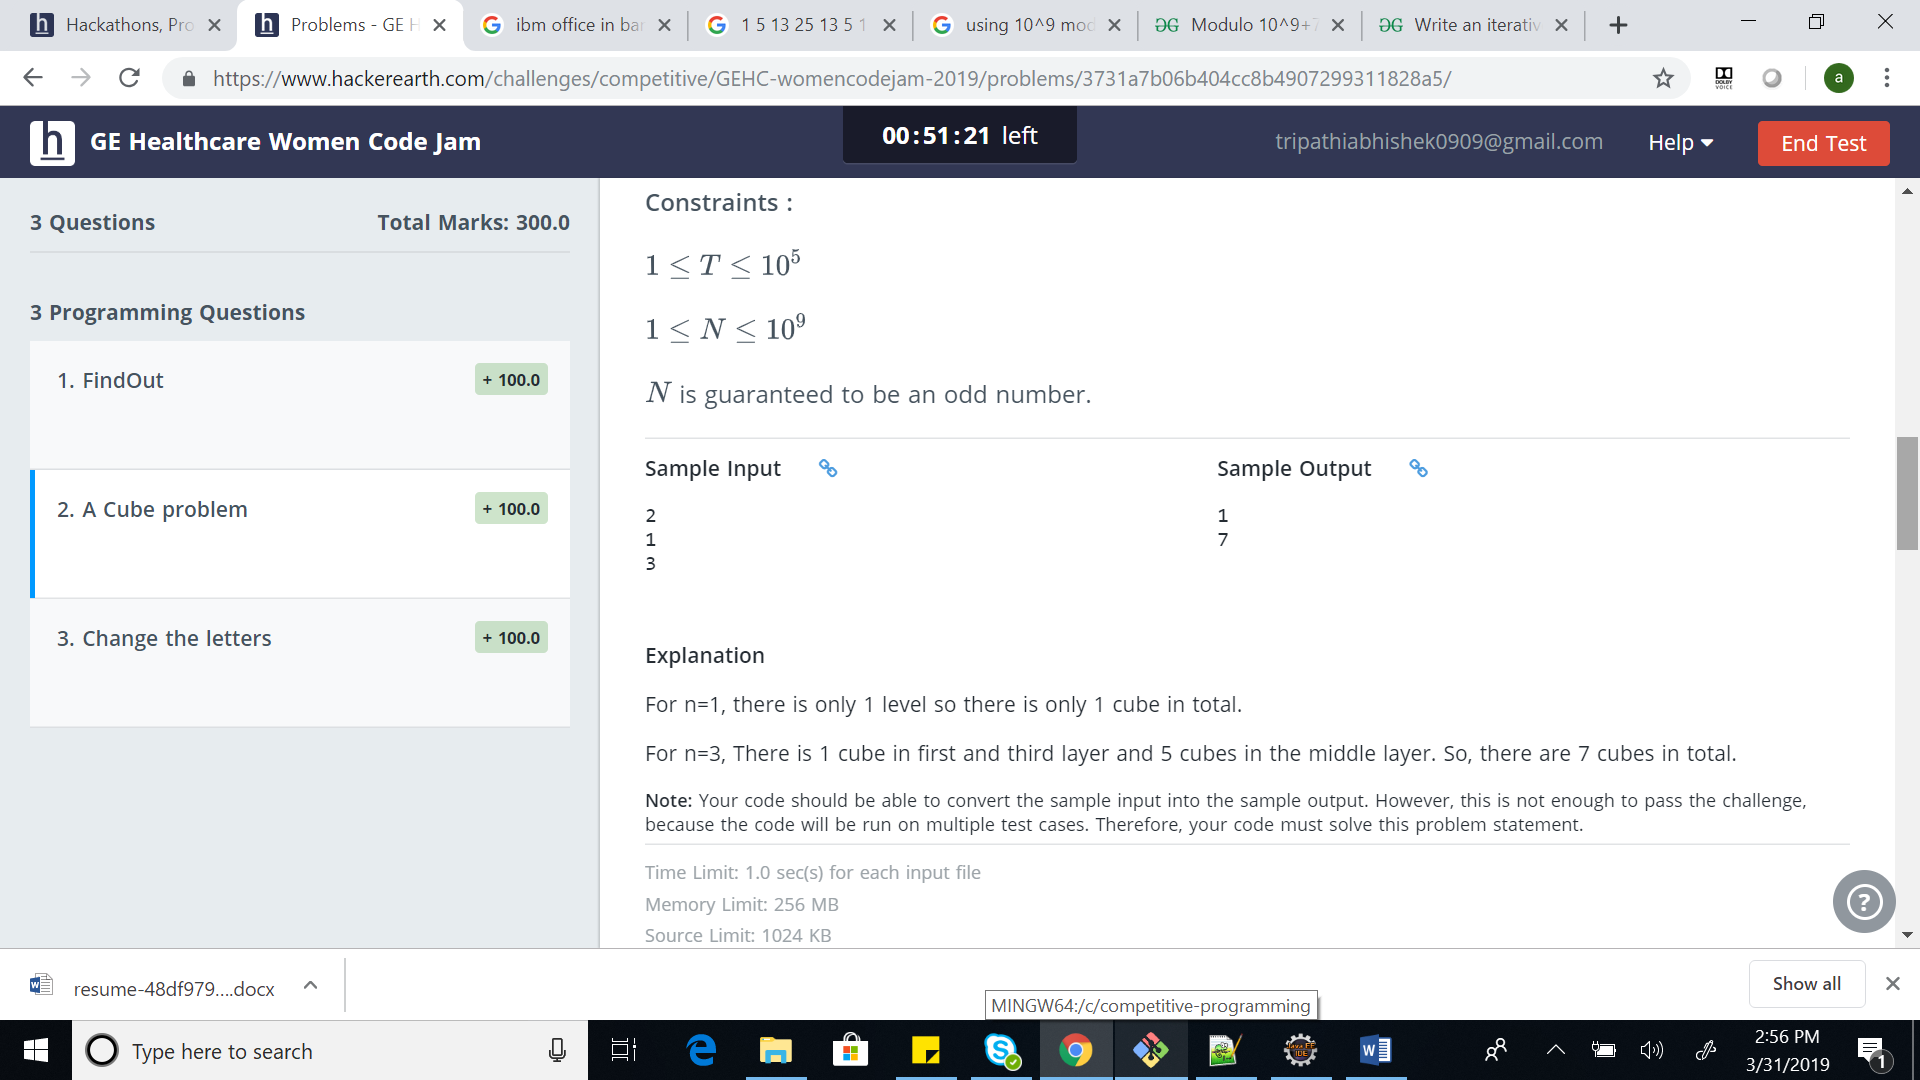 Hackathons, Pro
Problems - GE H
ibm office in ban
1 5 13 25 13 5 1
using 10^9 mod
Modulo 10^9+7
Write an iterativ
https://www.hackerearth.com/challenges/competitive/GEHC-womencodejam-2019/problems/3731a7b06b404cc8b4907299311828a5/
DOLBY VOICE
a
h
GE Healthcare Women Code Jam
00:51:21 left
tripathiabhishek0909@gmail.com
Help
End Test
3 Questions
Total Marks: 300.0
3 Programming Questions
1. FindOut
+ 100.0
2. A Cube problem
+ 100.0
3. Change the letters
+ 100.0
Constraints :
1 ≤ T ≤ 10⁵
1 ≤ N ≤ 10⁹
N is guaranteed to be an odd number.
Sample Input
2
1
3
Sample Output
1
7
Explanation
For n=1, there is only 1 level so there is only 1 cube in total.
For n=3, There is 1 cube in first and third layer and 5 cubes in the middle layer. So, there are 7 cubes in total.
Note: Your code should be able to convert the sample input into the sample output. However, this is not enough to pass the challenge,
because the code will be run on multiple test cases. Therefore, your code must solve this problem statement.
Time Limit: 1.0 sec(s) for each input file
Memory Limit: 256 MB
Source Limit: 1024 KB
?
resume-48df979....docx
Show all
MINGW64:/c/competitive-programming
Type here to search
Java EE
IDE
2:56 PM
3/31/2019
1